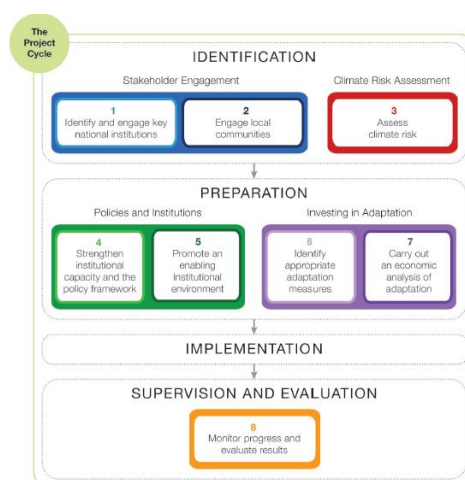 The
Project
Cycle
IDENTIFICATION
Stakeholder Engagement
Climate Risk Assessment
1
Identify and engage key
national institutions
2
Engage local
communities
3
Assess
climate risk
PREPARATION
Policies and Institutions
Investing in Adaptation
4
Strengthen
institutional
capacity and the
policy framework
5
Promote an
enabling
institutional
environment
6
Identify
appropriate
adaptation
measures
7
Carry out
an economic
analysis of
adaptation
IMPLEMENTATION
SUPERVISION AND EVALUATION
8
Monitor progress and
evaluate results